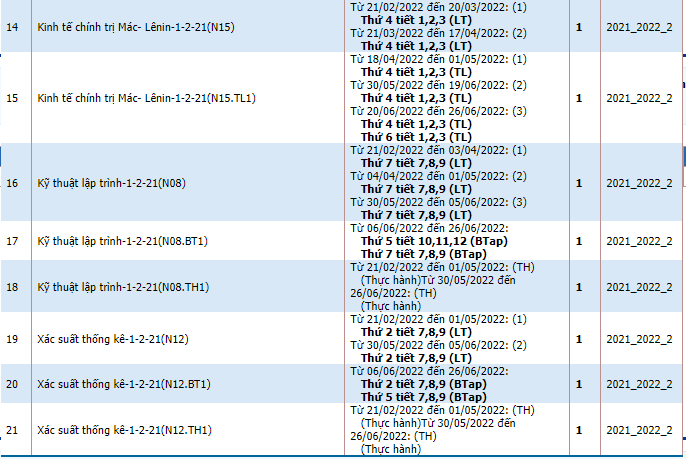 14
Kinh tế chính trị Mác- Lênin-1-2-21(N15)
Từ 21/02/2022 đến 20/03/2022: (1)
Thứ 4 tiết 1,2,3 (LT)
Từ 21/03/2022 đến 17/04/2022: (2)
Thứ 4 tiết 1,2,3 (LT)
1
2021_2022_2
15
Kinh tế chính trị Mác- Lênin-1-2-21(N15.TL1)
Từ 18/04/2022 đến 01/05/2022: (1)
Thứ 4 tiết 1,2,3 (TL)
Từ 30/05/2022 đến 19/06/2022: (2)
Thứ 4 tiết 1,2,3 (TL)
Từ 20/06/2022 đến 26/06/2022: (3)
Thứ 4 tiết 1,2,3 (TL)
Thứ 6 tiết 1,2,3 (TL)
1
2021_2022_2
16
Kỹ thuật lập trình-1-2-21(N08)
Từ 21/02/2022 đến 03/04/2022: (1)
Thứ 7 tiết 7,8,9 (LT)
Từ 04/04/2022 đến 01/05/2022: (2)
Thứ 7 tiết 7,8,9 (LT)
Từ 30/05/2022 đến 05/06/2022: (3)
Thứ 7 tiết 7,8,9 (LT)
1
2021_2022_2
17
Kỹ thuật lập trình-1-2-21(N08.BT1)
Từ 06/06/2022 đến 26/06/2022:
Thứ 5 tiết 10,11,12 (BTap)
Thứ 7 tiết 7,8,9 (BTap)
1
2021_2022_2
18
Kỹ thuật lập trình-1-2-21(N08.TH1)
Từ 21/02/2022 đến 01/05/2022: (TH)
(Thực hành)Từ 30/05/2022 đến
26/06/2022: (TH)
(Thực hành)
1
2021_2022_2
19
Xác suất thống kê-1-2-21(N12)
Từ 21/02/2022 đến 01/05/2022: (1)
Thứ 2 tiết 7,8,9 (LT)
Từ 30/05/2022 đến 05/06/2022: (2)
Thứ 2 tiết 7,8,9 (LT)
1
2021_2022_2
20
Xác suất thống kê-1-2-21(N12.BT1)
Từ 06/06/2022 đến 26/06/2022:
Thứ 2 tiết 7,8,9 (BTap)
Thứ 5 tiết 7,8,9 (BTap)
1
2021_2022_2
21
Xác suất thống kê-1-2-21(N12.TH1)
Từ 21/02/2022 đến 01/05/2022: (TH)
(Thực hành)Từ 30/05/2022 đến
26/06/2022: (TH)
(Thực hành)
1
2021_2022_2